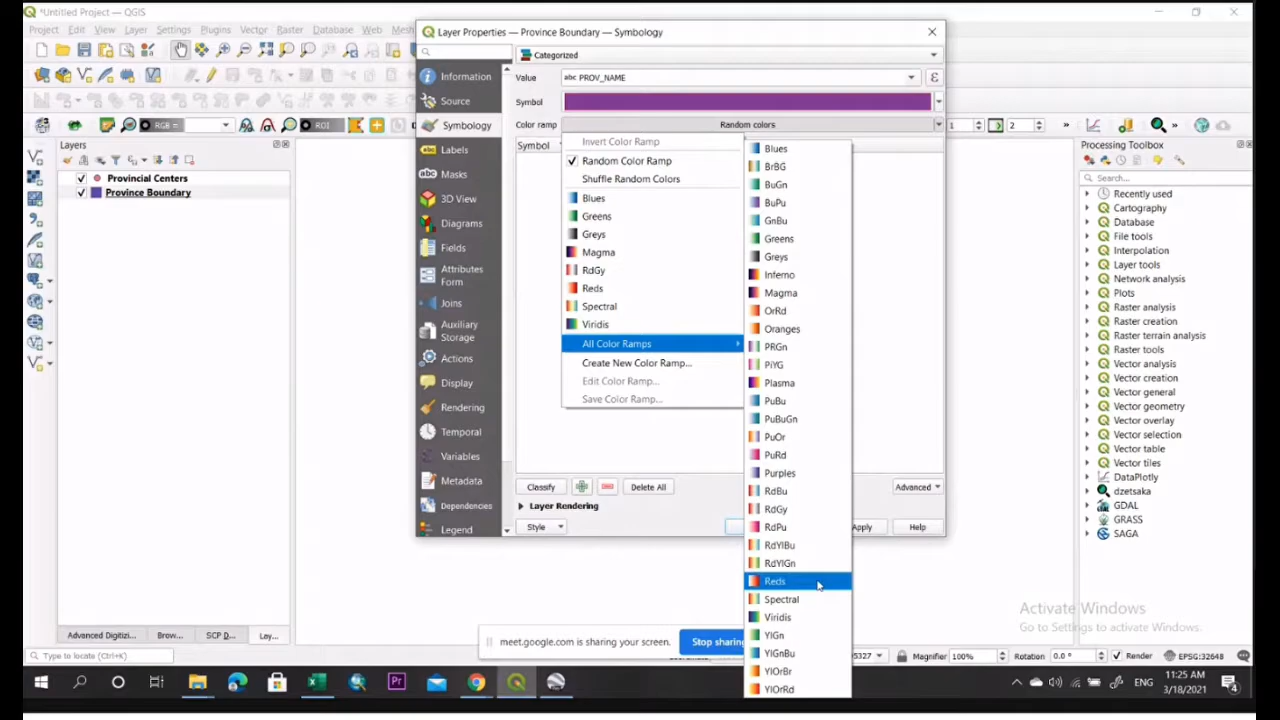 *Untitled Project — QGIS
Project Edit View Layer Settings Plugins Vector Raster Database Web Mesh
RGB =
ROI
1
2
»
»
Layers
Provincial Centers
Province Boundary
Advanced Digitizi...
Brow...
SCP D...
Lay...
Type to locate (Ctrl+K)
Layer Properties — Province Boundary — Symbology
Information
Source
Symbology
Labels
Masks
3D View
Diagrams
Fields
Attributes
Form
Joins
Auxiliary
Storage
Actions
Display
Rendering
Temporal
Variables
Metadata
Dependencies
Legend
Categorized
Value
abc PROV_NAME
ε
Symbol
Color ramp
Random colors
Symbol
Invert Color Ramp
Random Color Ramp
Shuffle Random Colors
Blues
Greens
Greys
Magma
RdGy
Reds
Spectral
Viridis
All Color Ramps
Create New Color Ramp...
Edit Color Ramp...
Save Color Ramp...
Blues
BrBG
BuGn
BuPu
GnBu
Greens
Greys
Inferno
Magma
OrRd
Oranges
PRGn
PiYG
Plasma
PuBu
PuBuGn
PuOr
PuRd
Purples
RdBu
RdGy
RdPu
RdYlBu
RdYlGn
Reds
Spectral
Viridis
YlGn
YlGnBu
YlOrBr
YlOrRd
Classify
Delete All
Advanced
Layer Rendering
Style
Apply
Help
meet.google.com is sharing your screen.
Stop sharing
Processing Toolbox
Search...
Recently used
Cartography
Database
File tools
Interpolation
Layer tools
Network analysis
Plots
Raster analysis
Raster creation
Raster terrain analysis
Raster tools
Vector analysis
Vector creation
Vector general
Vector geometry
Vector overlay
Vector selection
Vector table
Vector tiles
DataPlotly
dzetsaka
GDAL
GRASS
SAGA
Activate Windows
Go to Settings to activate Windows.
5327
Magnifier
100%
Rotation
0.0 °
Render
EPSG:32648
Pr
ENG
11:25 AM
3/18/2021
4